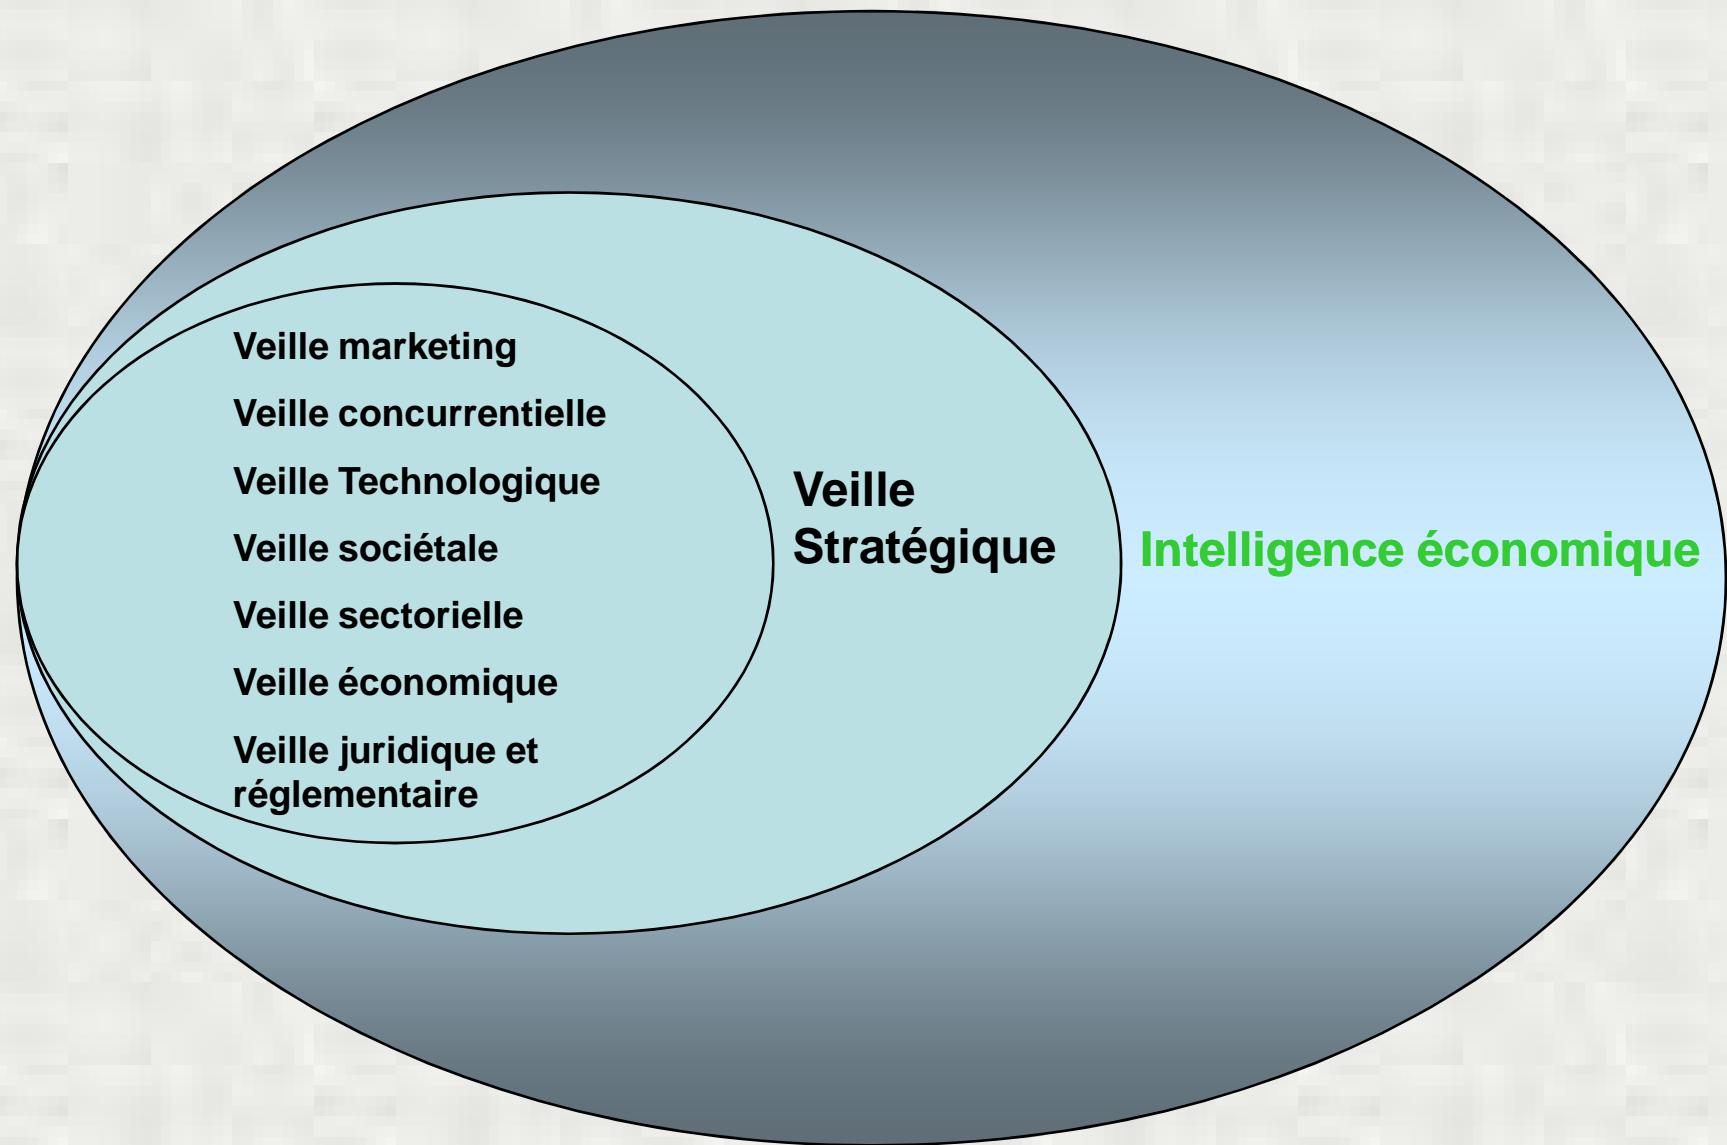 Veille marketing
Veille concurrentielle
Veille Technologique
Veille sociétale
Veille sectorielle
Veille économique
Veille juridique et
réglementaire
Veille
Stratégique
Intelligence économique